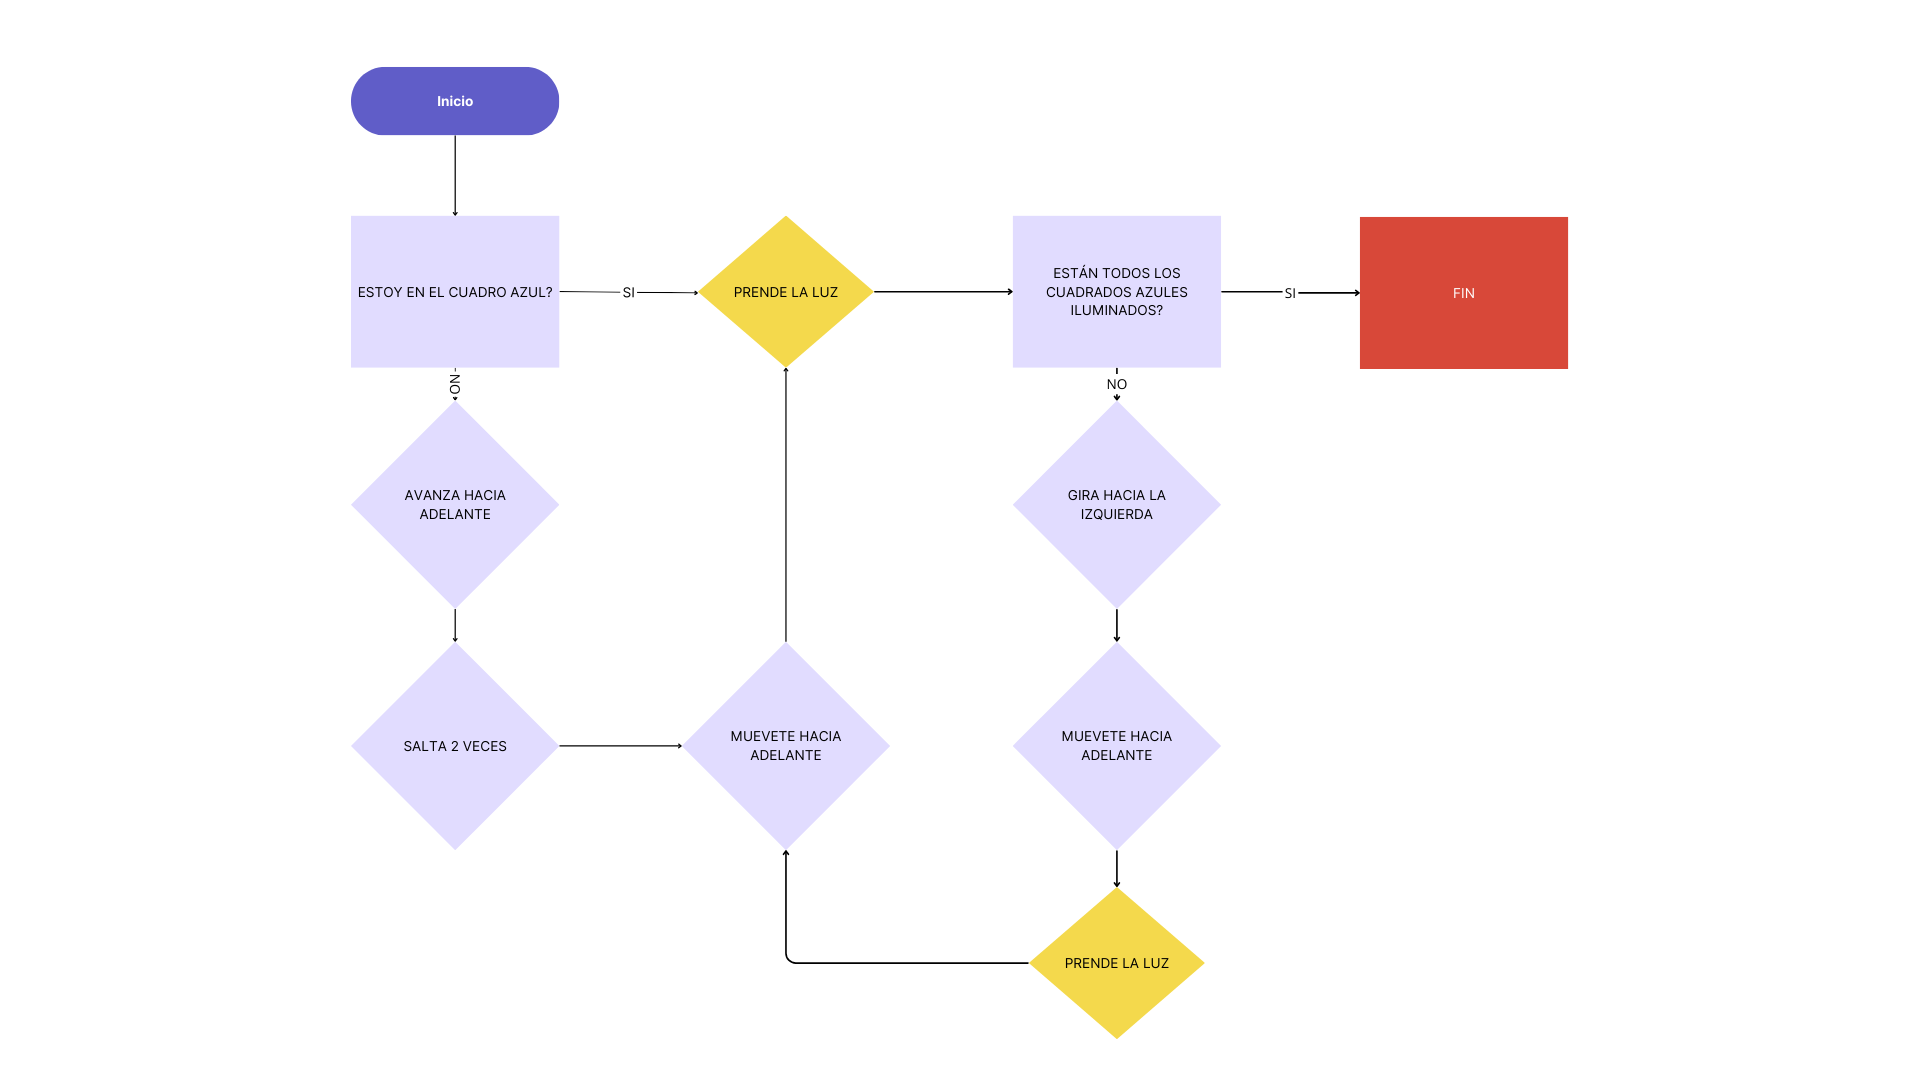 Inicio
ESTOY EN EL CUADRO AZUL?
SI
PRENDE LA LUZ
ESTÁN TODOS LOS
CUADRADOS AZULES
ILUMINADOS?
SI
FIN
NO
NO
AVANZA HACIA
ADELANTE
GIRA HACIA LA
IZQUIERDA
SALTA 2 VECES
MUEVETE HACIA
ADELANTE
MUEVETE HACIA
ADELANTE
PRENDE LA LUZ